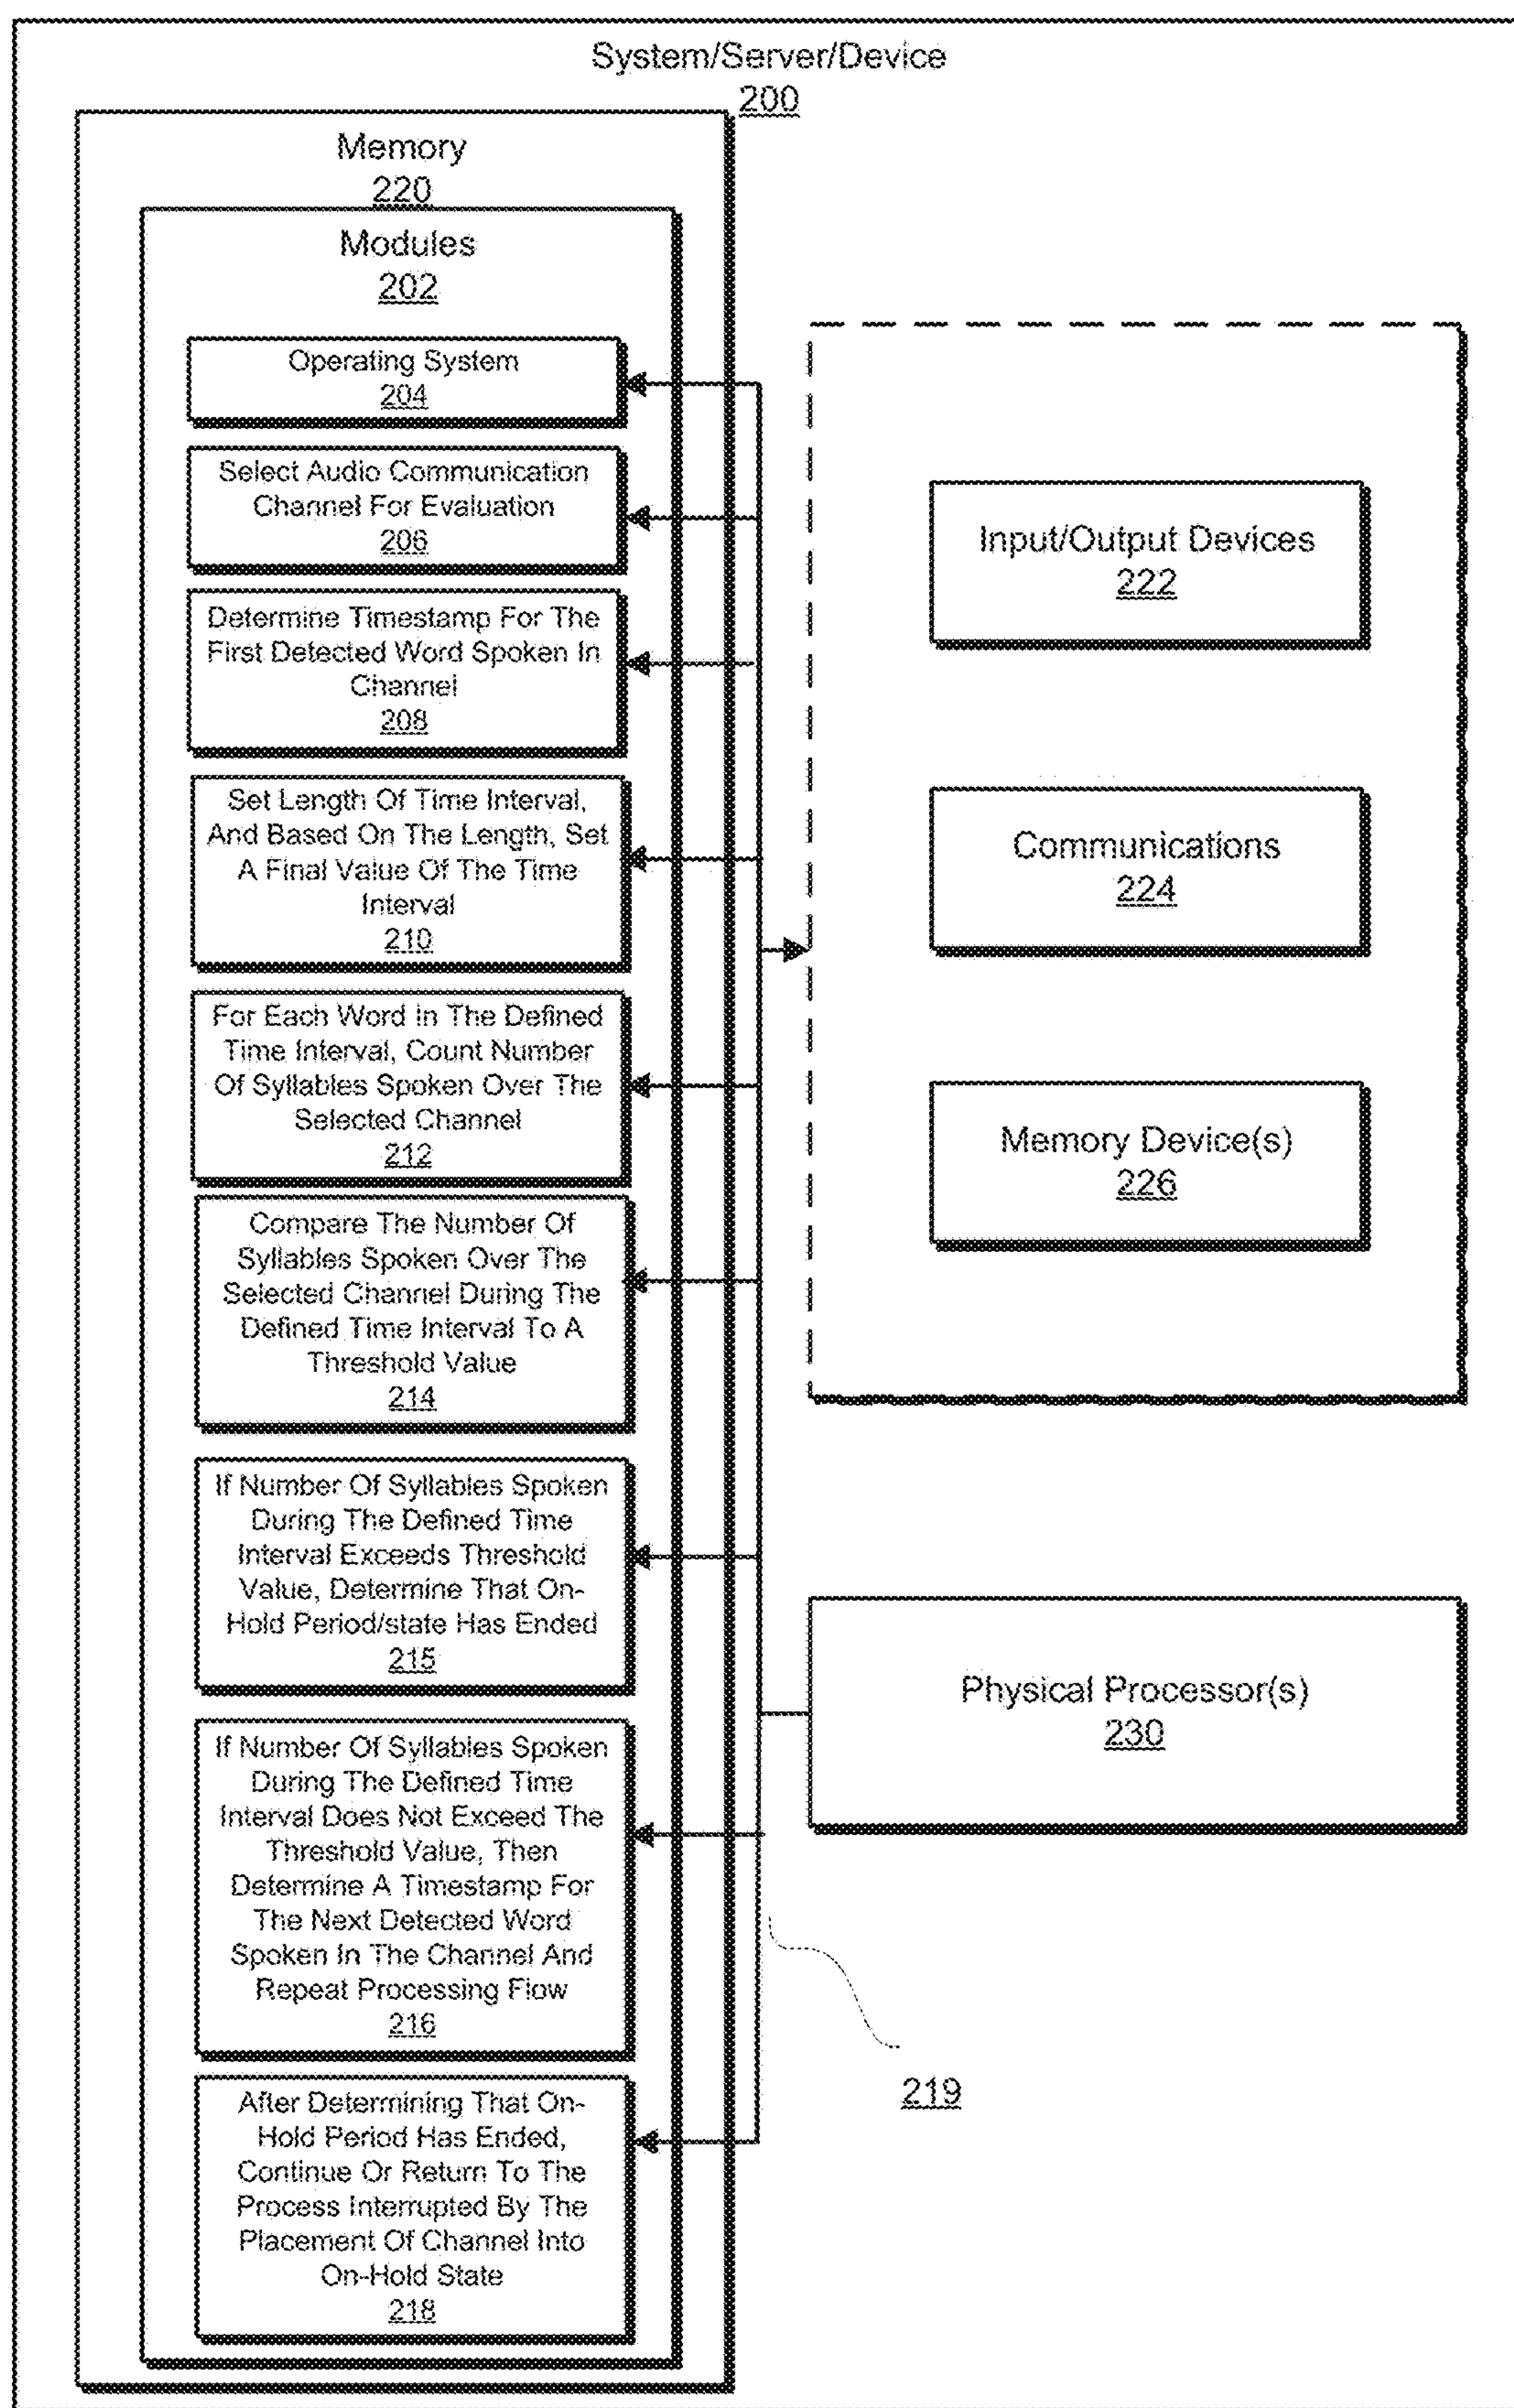 System/Server/Device
200
Memory
220
Modules
202
Operating System
204
Select Audio Communication
Channel For Evaluation
206
Determine Timestamp For The
First Detected Word Spoken In
Channel
208
Set Length Of Time Interval,
And Based On The Length, Set
A Final Value Of The Time
Interval
210
For Each Word In The Defined
Time Interval, Count Number
Of Syllables Spoken Over The
Selected Channel
212
Compare The Number Of
Syllables Spoken Over The
Selected Channel During The
Defined Time Interval To A
Threshold Value
214
If Number Of Syllables Spoken
During The Defined Time
Interval Exceeds Threshold
Value, Determine That On-
Hold Period/state Has Ended
215
If Number Of Syllables Spoken
During The Defined Time
Interval Does Not Exceed The
Threshold Value, Then
Determine A Timestamp For
The Next Detected Word
Spoken In The Channel And
Repeat Processing Flow
216
After Determining That On-
Hold Period Has Ended,
Continue Or Return To The
Process Interrupted By The
Placement Of Channel Into
On-Hold State
218
Input/Output Devices
222
Communications
224
Memory Device(s)
226
Physical Processor(s)
230
219